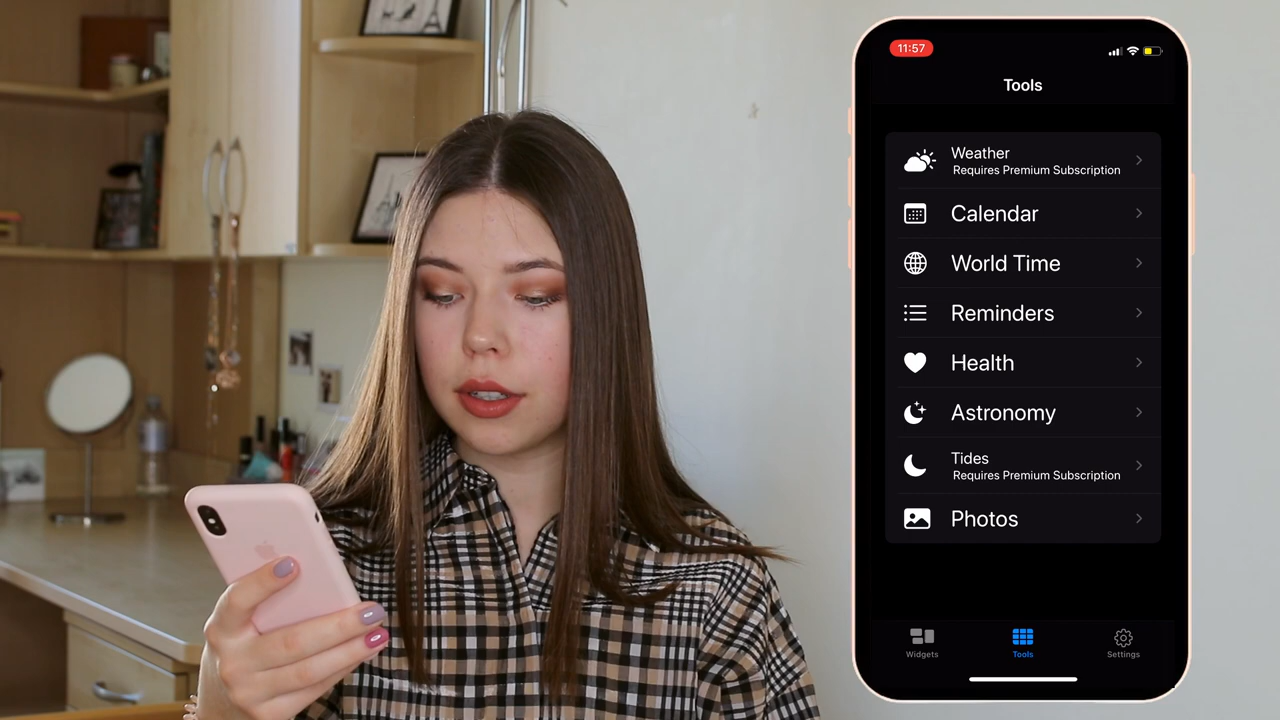 11:57
Tools
Weather
Requires Premium Subscription
Calendar
World Time
Reminders
Health
Astronomy
Tides
Requires Premium Subscription
Photos
Widgets
Tools
Settings